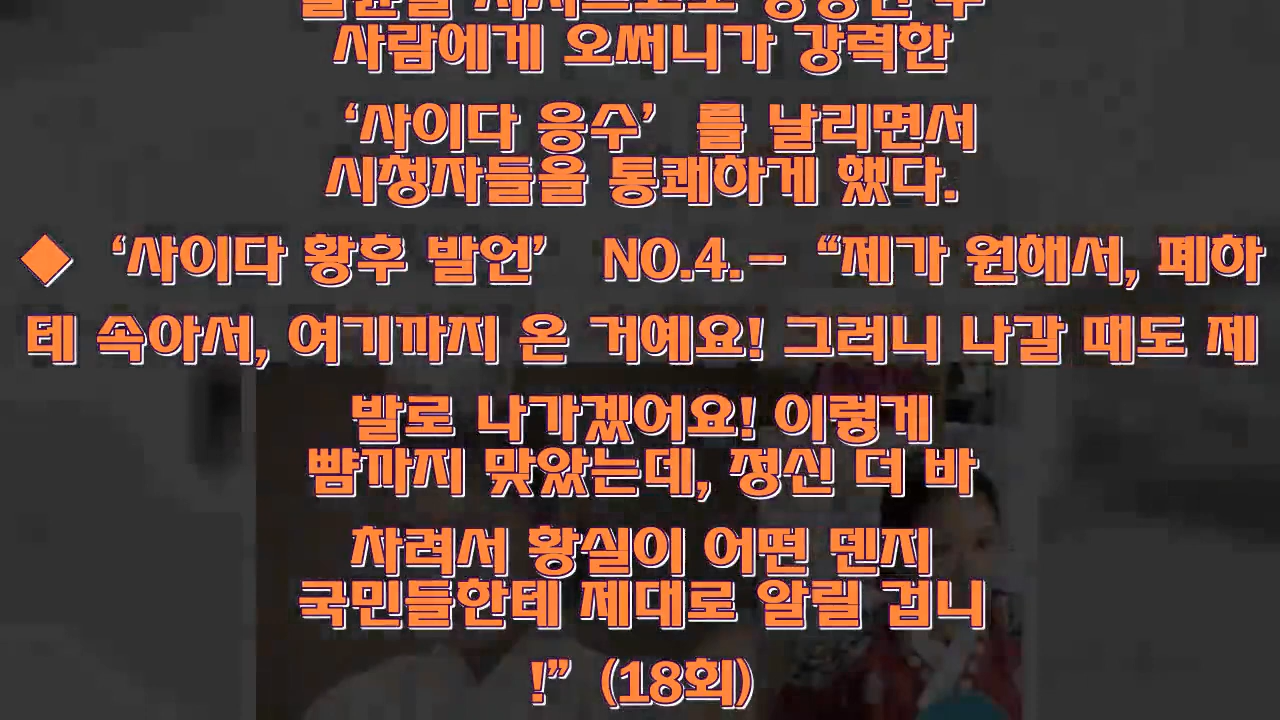 사람에게 오써니가 강력한
‘사이다 응수’ 를 날리면서
시청자들을 통쾌하게 했다.
◆ ‘사이다 황후 발언’ NO.4.– “제가 원해서, 폐하
테 속아서, 여기까지 온 거예요! 그러니 나갈 때도 제
발로 나가겠어요! 이렇게
뺨까지 맞았는데, 정신 더 바
차려서 황실이 어떤 덴지
국민들한테 제대로 알릴 겁니
!” (18회)